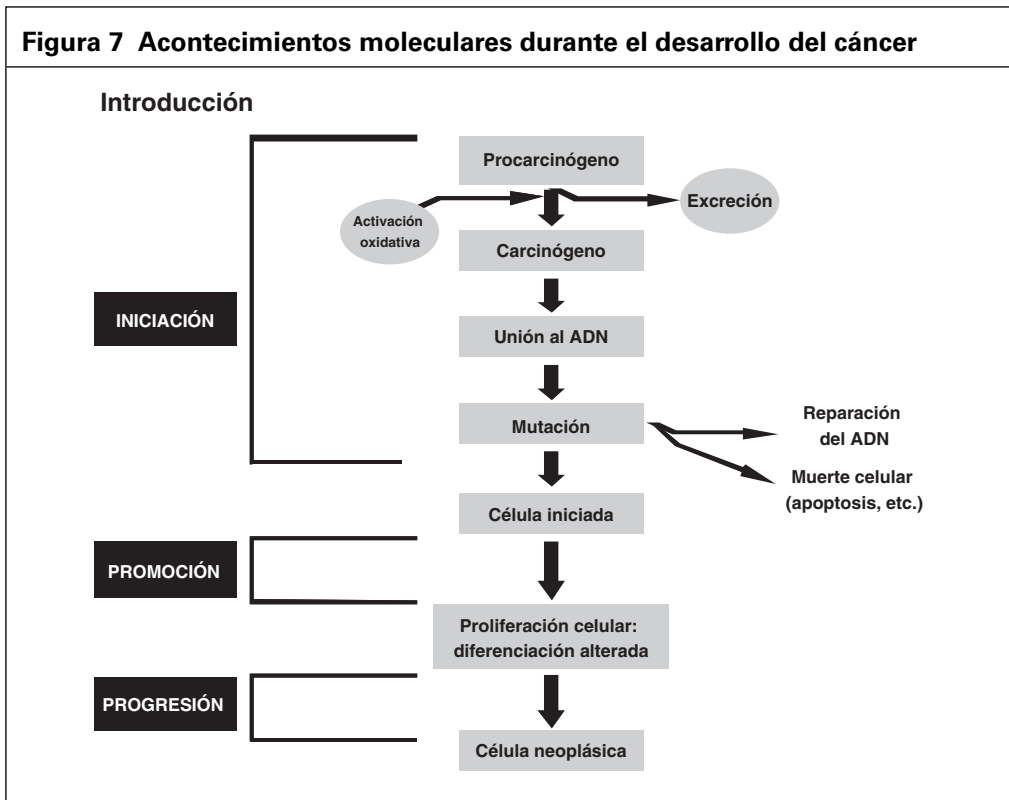 Figura 7 Acontecimientos moleculares durante el desarrollo del cáncer
Introducción
Procarcinógeno
Activación
oxidativa
Excreción
Carcinógeno
INICIACIÓN
Unión al ADN
Mutación
Reparación
del ADN
Muerte celular
(apoptosis, etc.)
Célula iniciada
PROMOCIÓN
Proliferación celular:
diferenciación alterada
PROGRESIÓN
Célula neoplásica